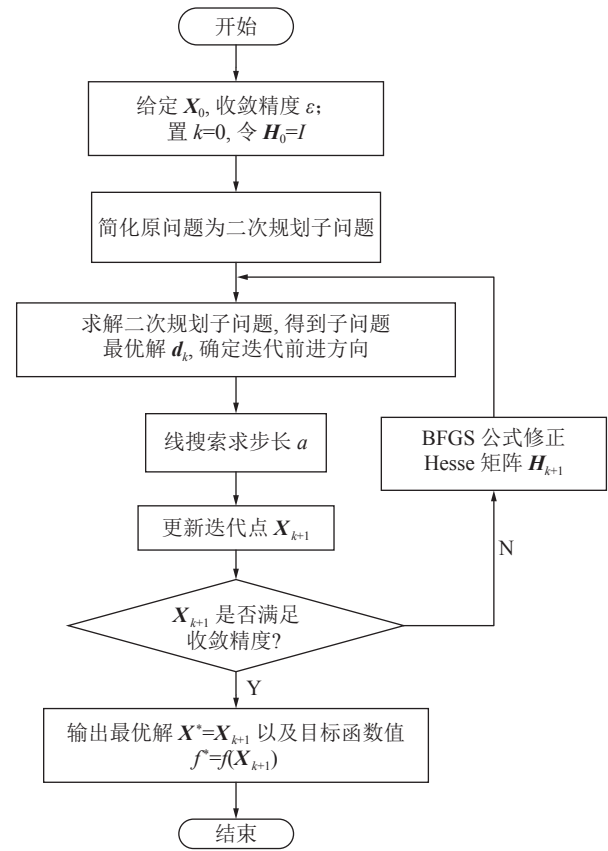 开始
给定 X₀, 收敛精度 ε;
置 k=0, 令 H₀=I
简化原问题为二次规划子问题
求解二次规划子问题, 得到子问题
最优解 dₖ, 确定迭代前进方向
线搜索求步长 a
更新迭代点 Xₖ₊₁
Xₖ₊₁ 是否满足
收敛精度?
N
BFGS 公式修正
Hesse 矩阵 Hₖ₊₁
Y
输出最优解 X*=Xₖ₊₁ 以及目标函数值
f*=f(Xₖ₊₁)
结束